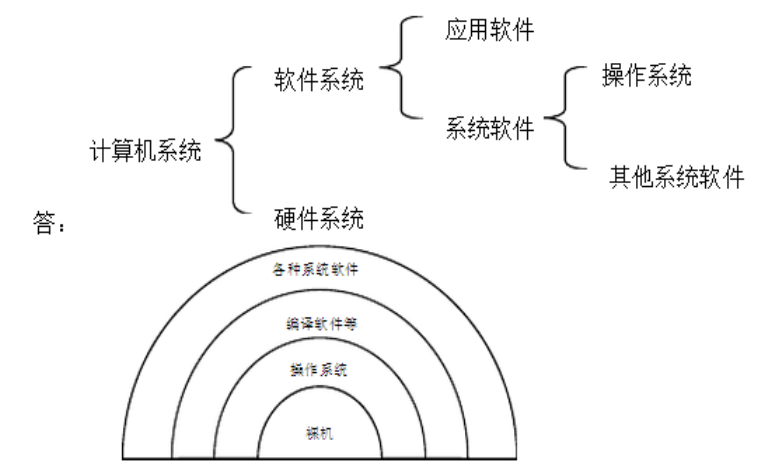 应用软件
软件系统
操作系统
系统软件
计算机系统
其他系统软件
硬件系统
答：
各种系统软件
编译软件等
操作系统
裸机